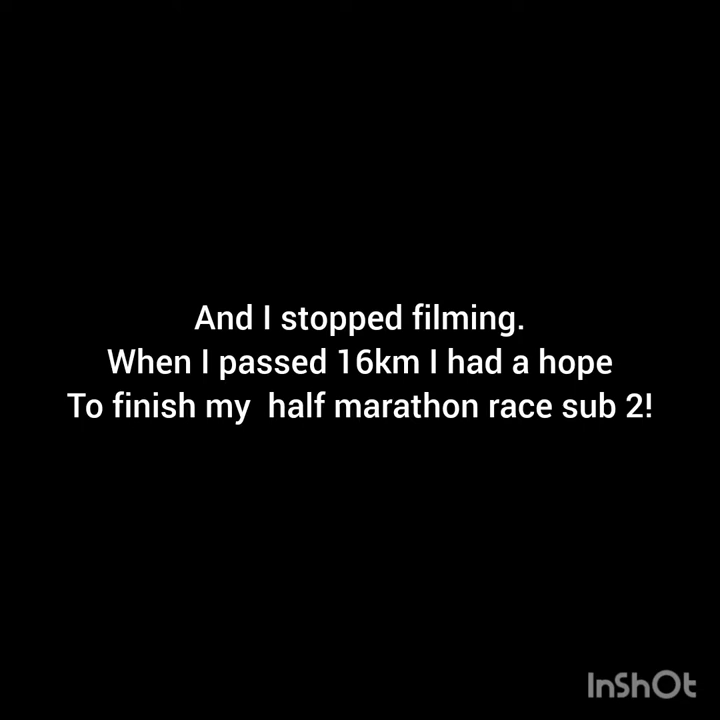 And I stopped filming.
When I passed 16km I had a hope
To finish my  half marathon race sub 2!
InShOt